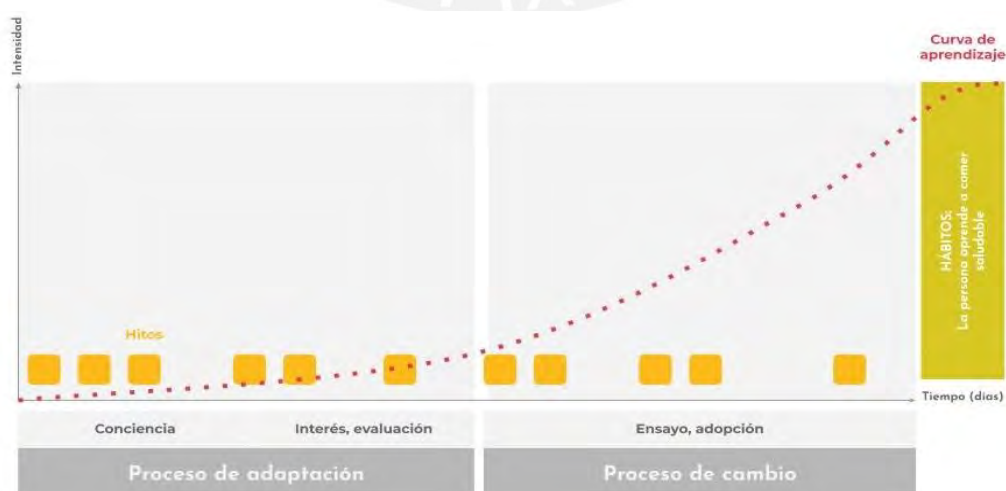 Intensidad
Curva de
aprendizaje
HÁBITOS:
La persona aprende a comer
saludable
Hitos
Tiempo (días)
Conciencia
Interés, evaluación
Ensayo, adopción
Proceso de adaptación
Proceso de cambio